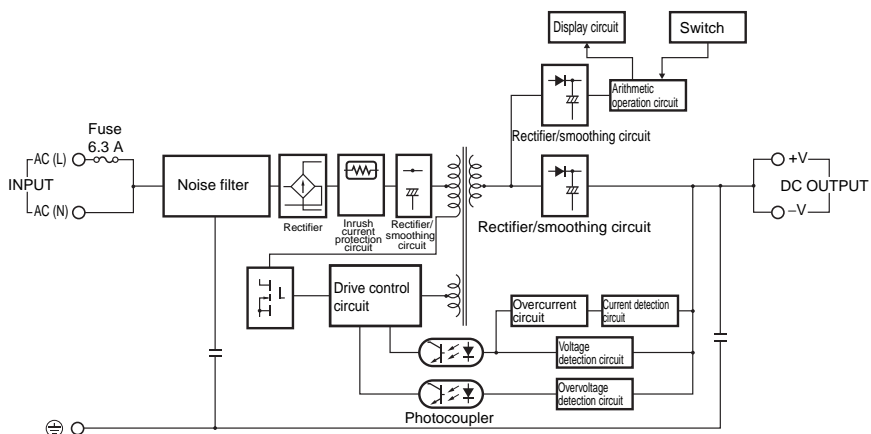 Display circuit
Switch
Arithmetic
operation circuit
Rectifier/smoothing circuit
Fuse
6.3 A
AC (L)
INPUT
AC (N)
Noise filter
Rectifier
Inrush
current
protection
circuit
Rectifier/
smoothing
circuit
Rectifier/smoothing circuit
+V
DC OUTPUT
−V
Drive control
circuit
Overcurrent
circuit
Current detection
circuit
Voltage
detection circuit
Overvoltage
detection circuit
Photocoupler